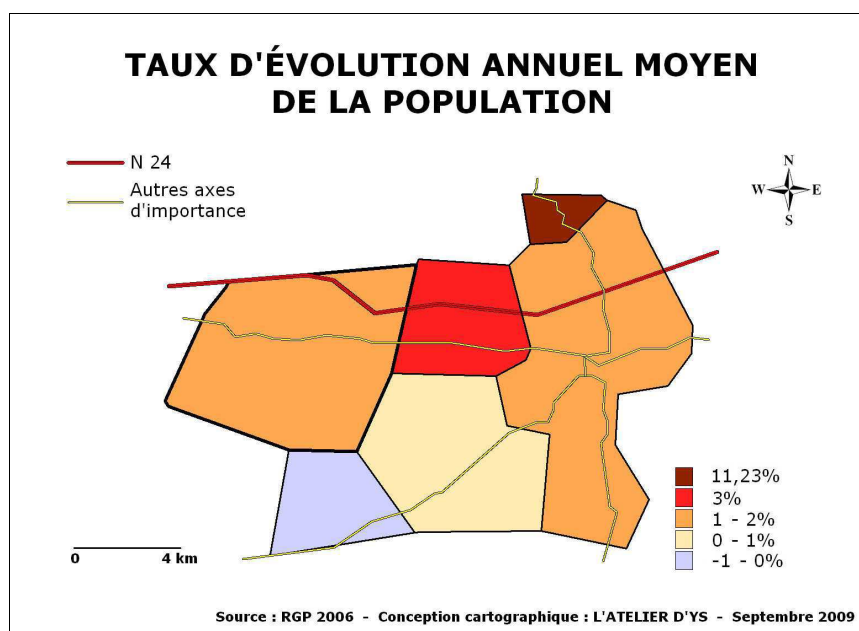 TAUX D'ÉVOLUTION ANNUEL MOYEN
DE LA POPULATION
N 24
Autres axes
d'importance
N
W E
S
11,23%
3%
1 - 2%
0 - 1%
-1 - 0%
0 4 km
Source : RGP 2006 - Conception cartographique : L'ATELIER D'YS - Septembre 2009